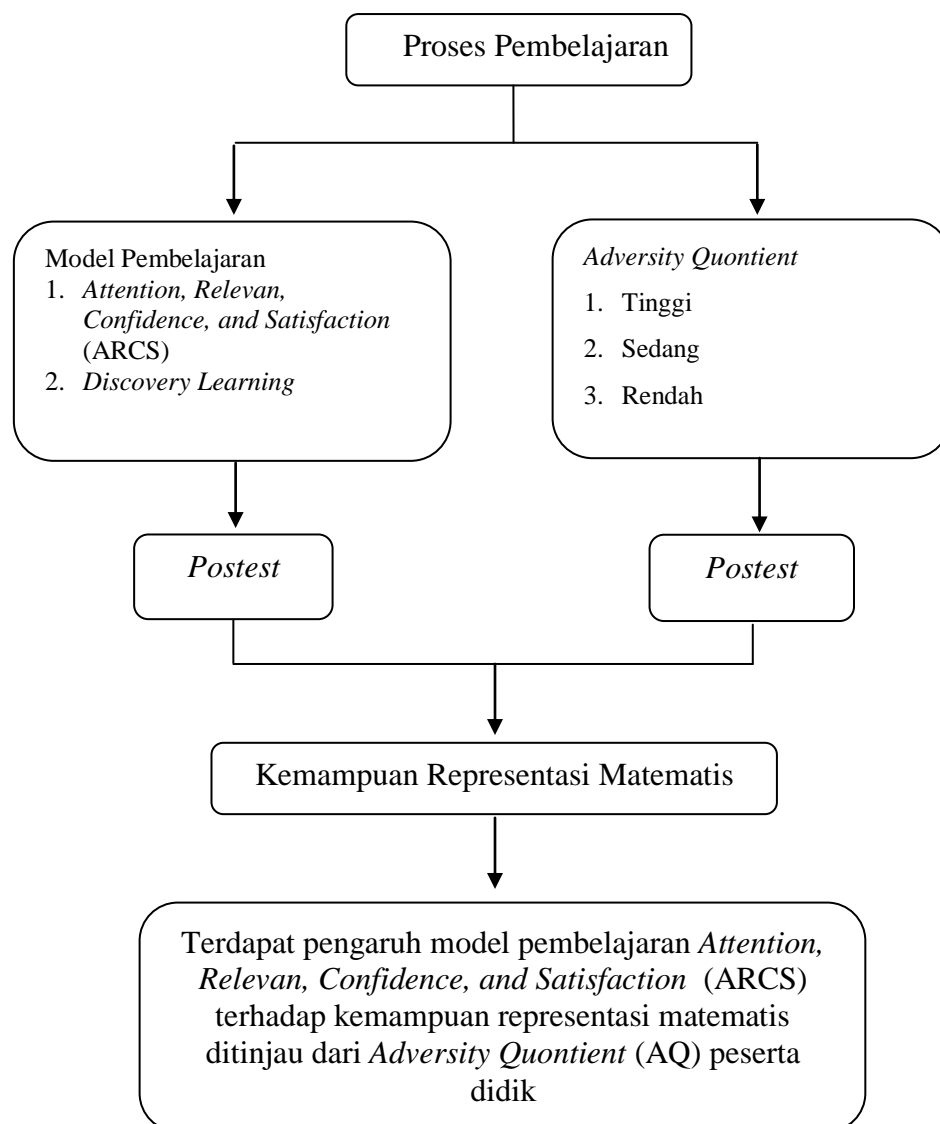 Proses Pembelajaran
Model Pembelajaran
1. Attention, Relevan,
Confidence, and Satisfaction
(ARCS)
2. Discovery Learning
Adversity Quontient
1. Tinggi
2. Sedang
3. Rendah
Postest
Postest
Kemampuan Representasi Matematis
Terdapat pengaruh model pembelajaran Attention,
Relevan, Confidence, and Satisfaction (ARCS)
terhadap kemampuan representasi matematis
ditinjau dari Adversity Quontient (AQ) peserta
didik